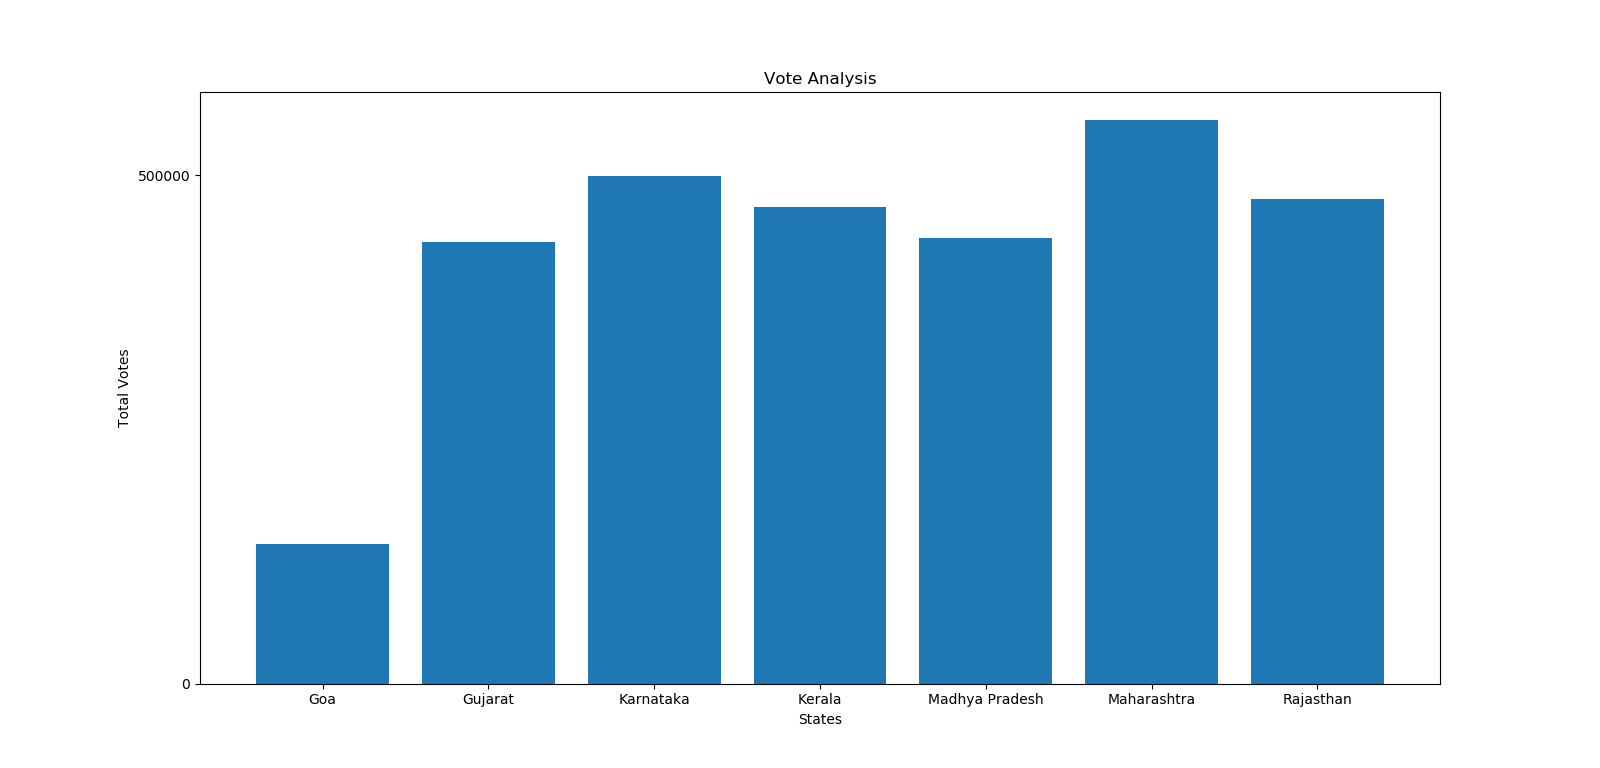 Vote Analysis
500000
Total Votes
0
Goa Gujarat Karnataka Kerala Madhya Pradesh Maharashtra Rajasthan
States